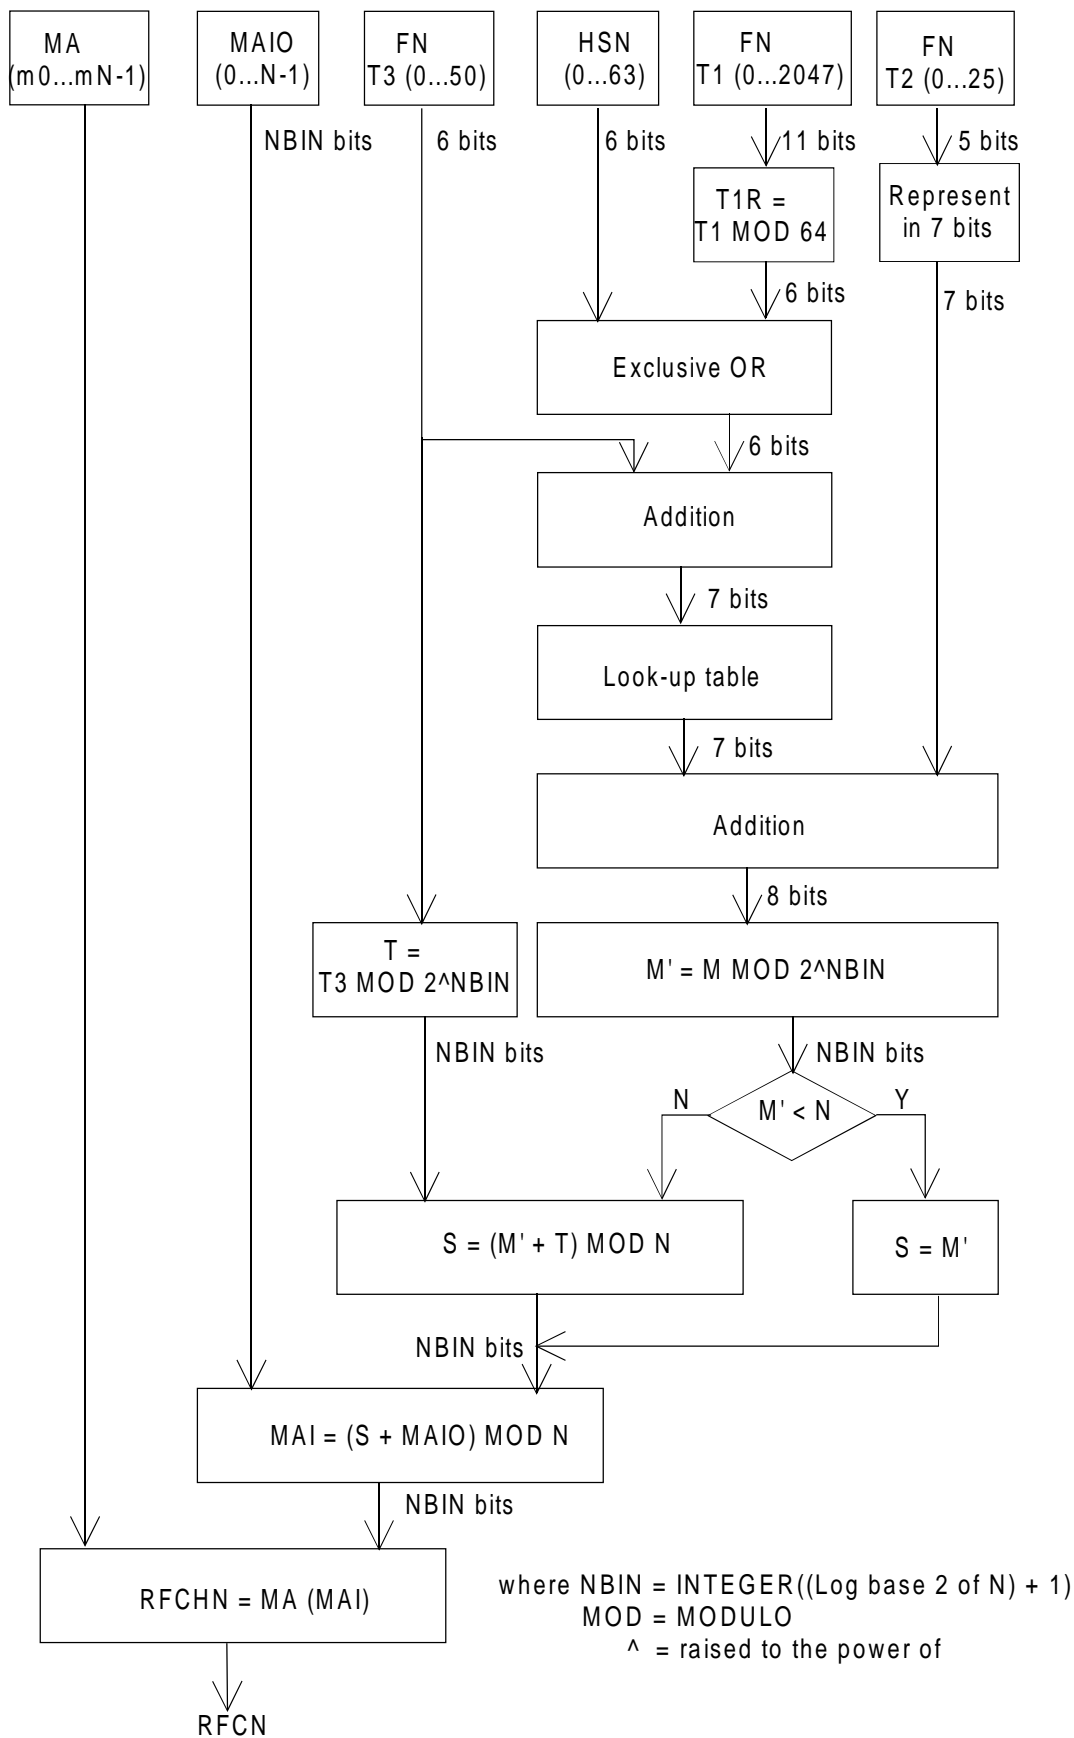 MA
(m0...mN-1)
MAIO
(0...N-1)
FN
T3 (0...50)
HSN
(0...63)
FN
T1 (0...2047)
FN
T2 (0...25)
NBIN bits
6 bits
6 bits
11 bits
5 bits
T1R =
T1 MOD 64
Represent
in 7 bits
6 bits
7 bits
Exclusive OR
6 bits
Addition
7 bits
Look-up table
7 bits
Addition
8 bits
T =
T3 MOD 2^NBIN
M' = M MOD 2^NBIN
NBIN bits
NBIN bits
N
M' < N
Y
S = (M' + T) MOD N
S = M'
NBIN bits
MAI = (S + MAIO) MOD N
NBIN bits
RFCHN = MA (MAI)
where NBIN = INTEGER((Log base 2 of N) + 1)
MOD = MODULO
^ = raised to the power of
RFCN